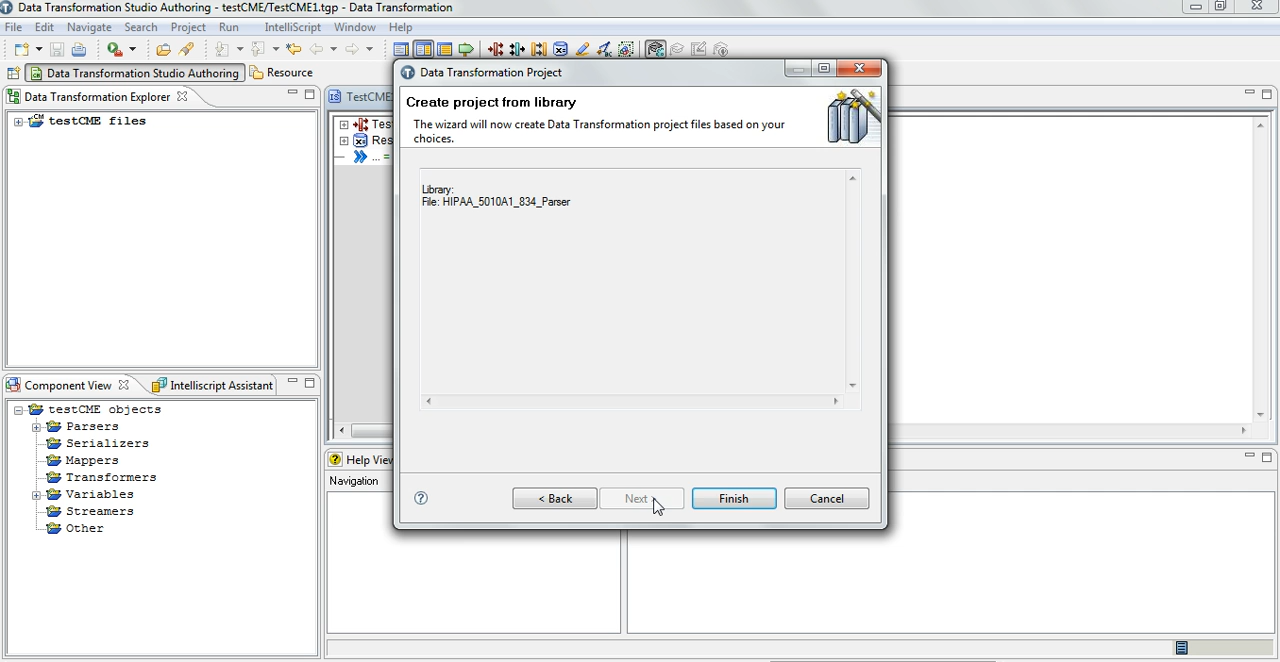 Data Transformation Studio Authoring - testCME/TestCME1.tgp - Data Transformation
File Edit Navigate Search Project Run IntelliScript Window Help
Data Transformation Studio Authoring Resource
Data Transformation Explorer
testCME files
TestCME
Tes
Res
... =
Data Transformation Project
Create project from library
The wizard will now create Data Transformation project files based on your
choices.
Library:
File: HIPAA_5010A1_834_Parser
< Back Next > Finish Cancel
Component View Intelliscript Assistant
testCME objects
Parsers
Serializers
Mappers
Transformers
Variables
Streamers
Other
Help View
Navigation